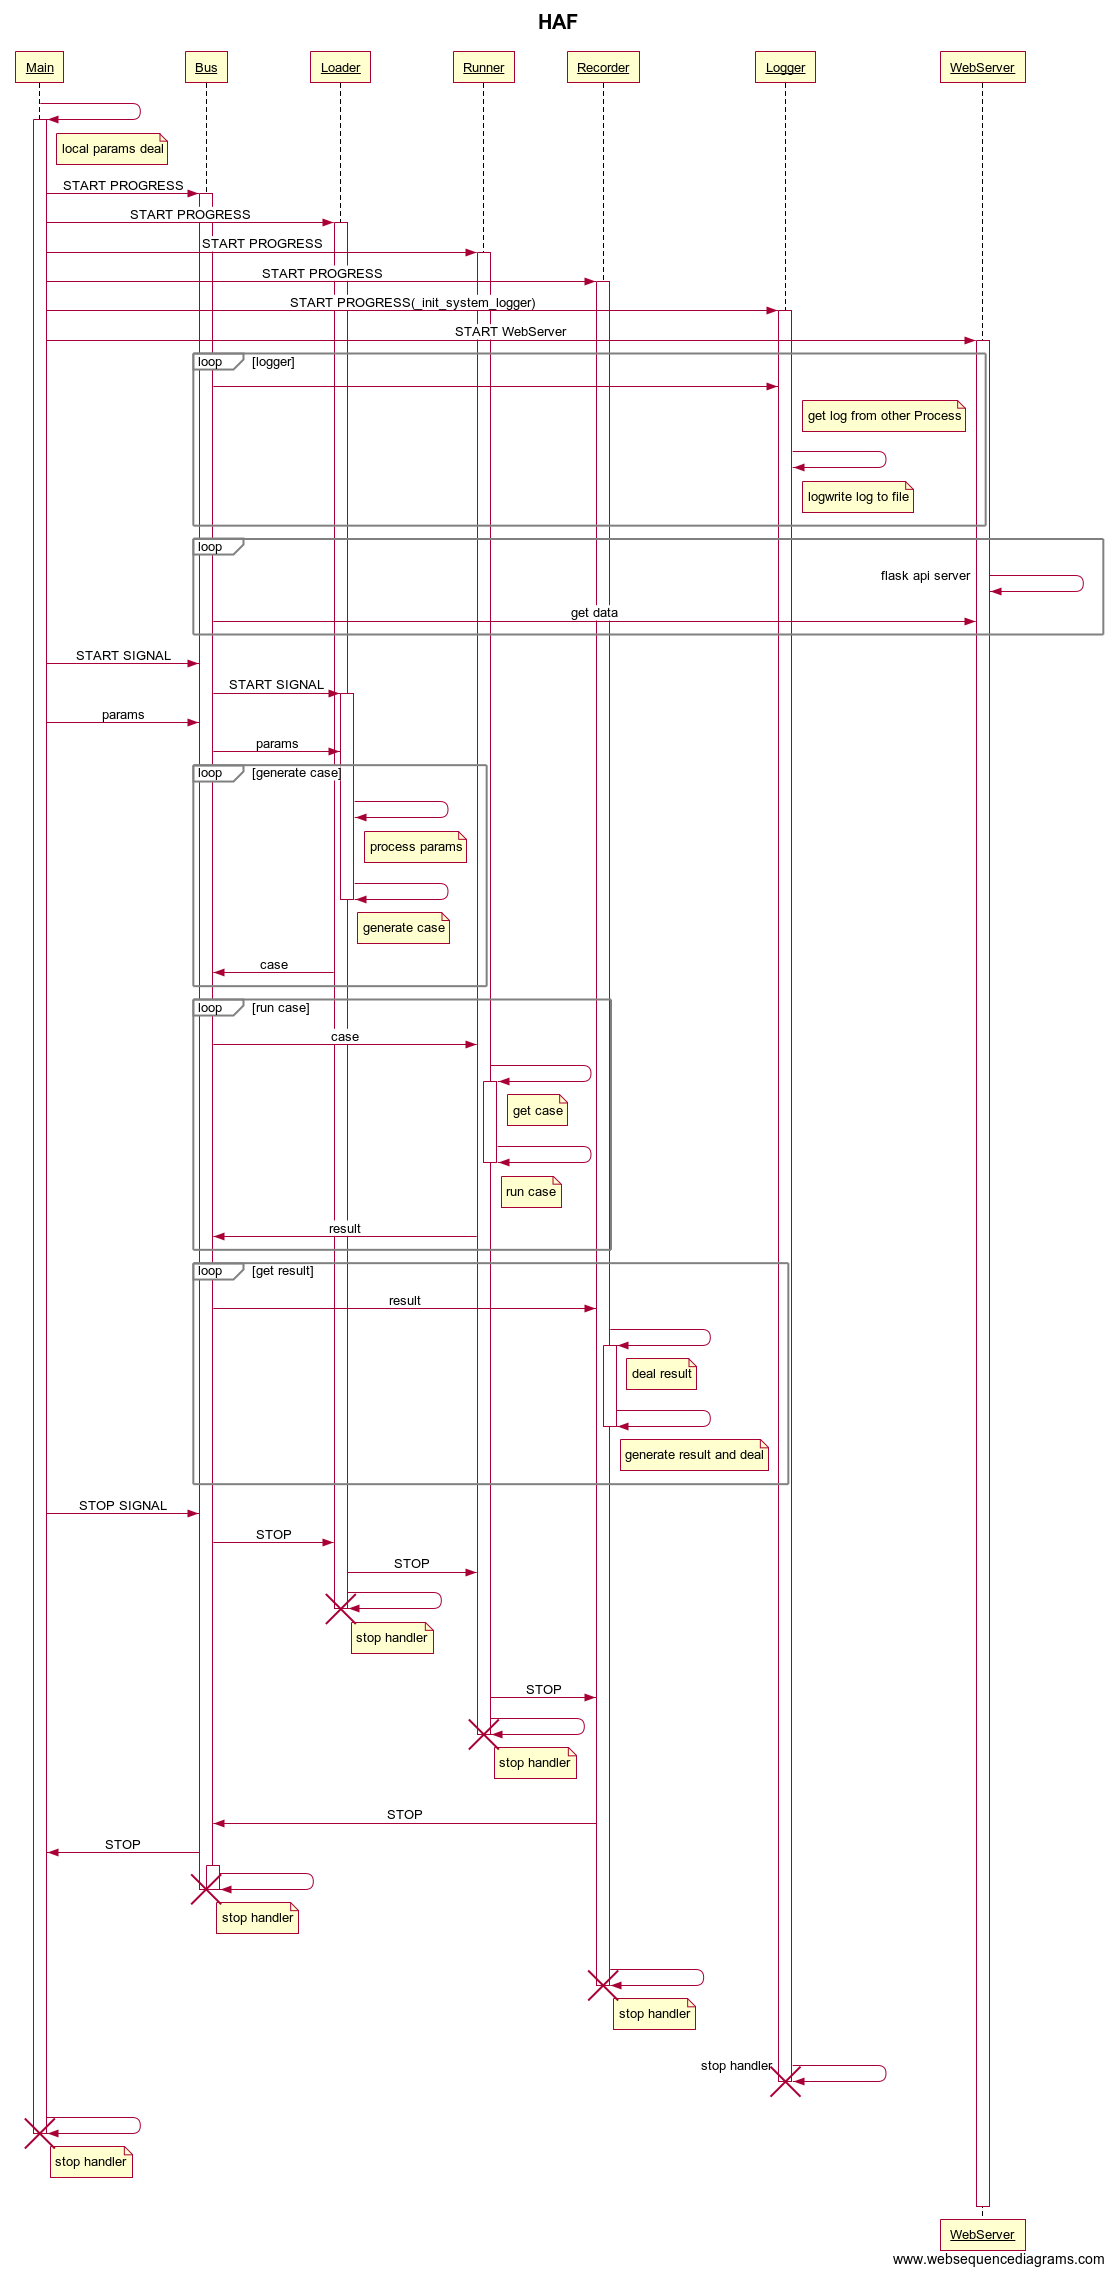 HAF
Main
Bus
Loader
Runner
Recorder
Logger
WebServer
local params deal
START PROGRESS
START PROGRESS
START PROGRESS
START PROGRESS
START PROGRESS(_init_system_logger)
START WebServer
loop [logger]
get log from other Process
logwrite log to file
loop
flask api server
get data
START SIGNAL
START SIGNAL
params
params
loop [generate case]
process params
generate case
case
loop [run case]
case
get case
run case
result
loop [get result]
result
deal result
generate result and deal
STOP SIGNAL
STOP
STOP
stop handler
STOP
stop handler
STOP
STOP
stop handler
stop handler
stop handler
stop handler
WebServer
www.websequencediagrams.com